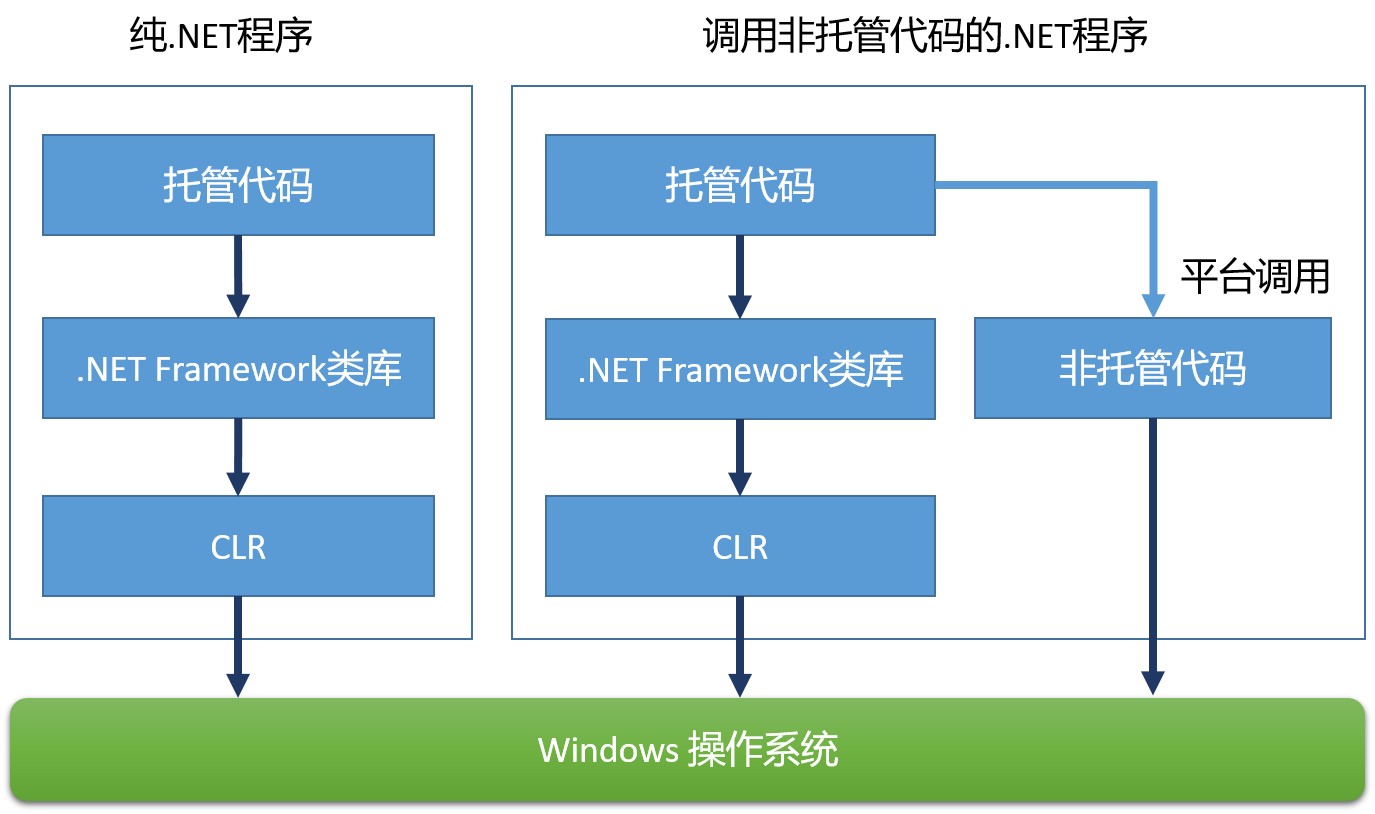 纯.NET程序
调用非托管代码的.NET程序
托管代码
.NET Framework类库
CLR
托管代码
平台调用
.NET Framework类库
非托管代码
CLR
Windows 操作系统